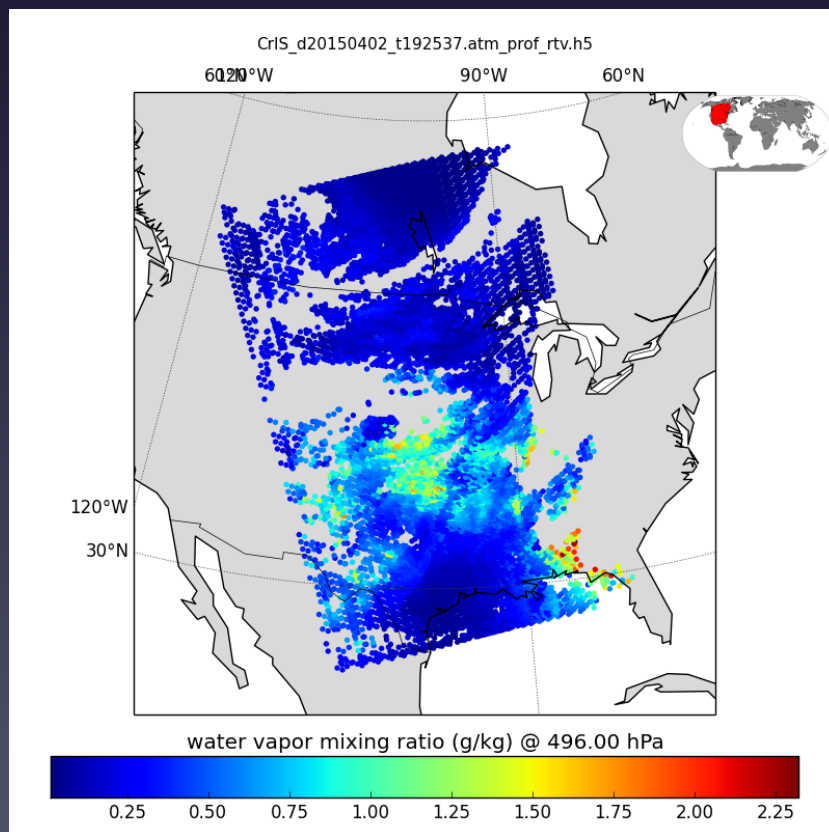 CrIS_d20150402_t192537.atm_prof_rtv.h5
90°W 60°N
120°W
30°N
water vapor mixing ratio (g/kg) @ 496.00 hPa
0.25 0.50 0.75 1.00 1.25 1.50 1.75 2.00 2.25